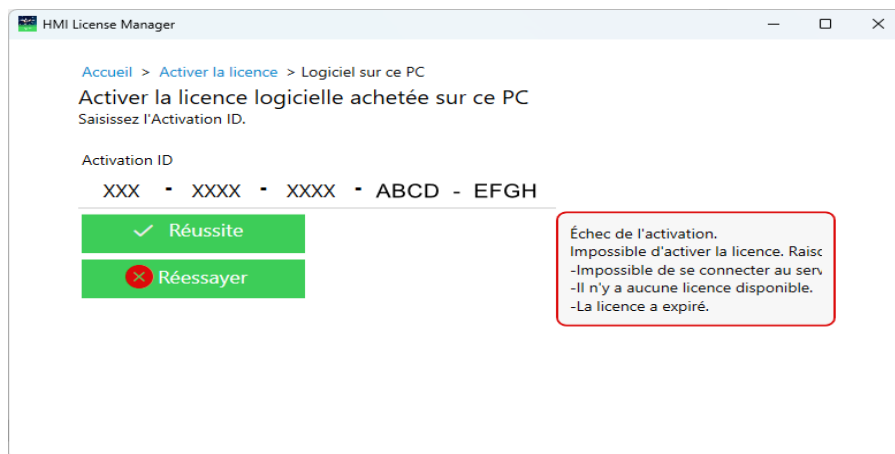 HMI License Manager
Accueil > Activer la licence > Logiciel sur ce PC
Activer la licence logicielle achetée sur ce PC
Saisissez l'Activation ID.
Activation ID
XXX - XXXX - XXXX - ABCD - EFGH
Réussite
Réessayer
Échec de l'activation.
Impossible d'activer la licence.
-Impossible de se connecter au
-Il n'y a aucune licence disponible.
-La licence a expiré.